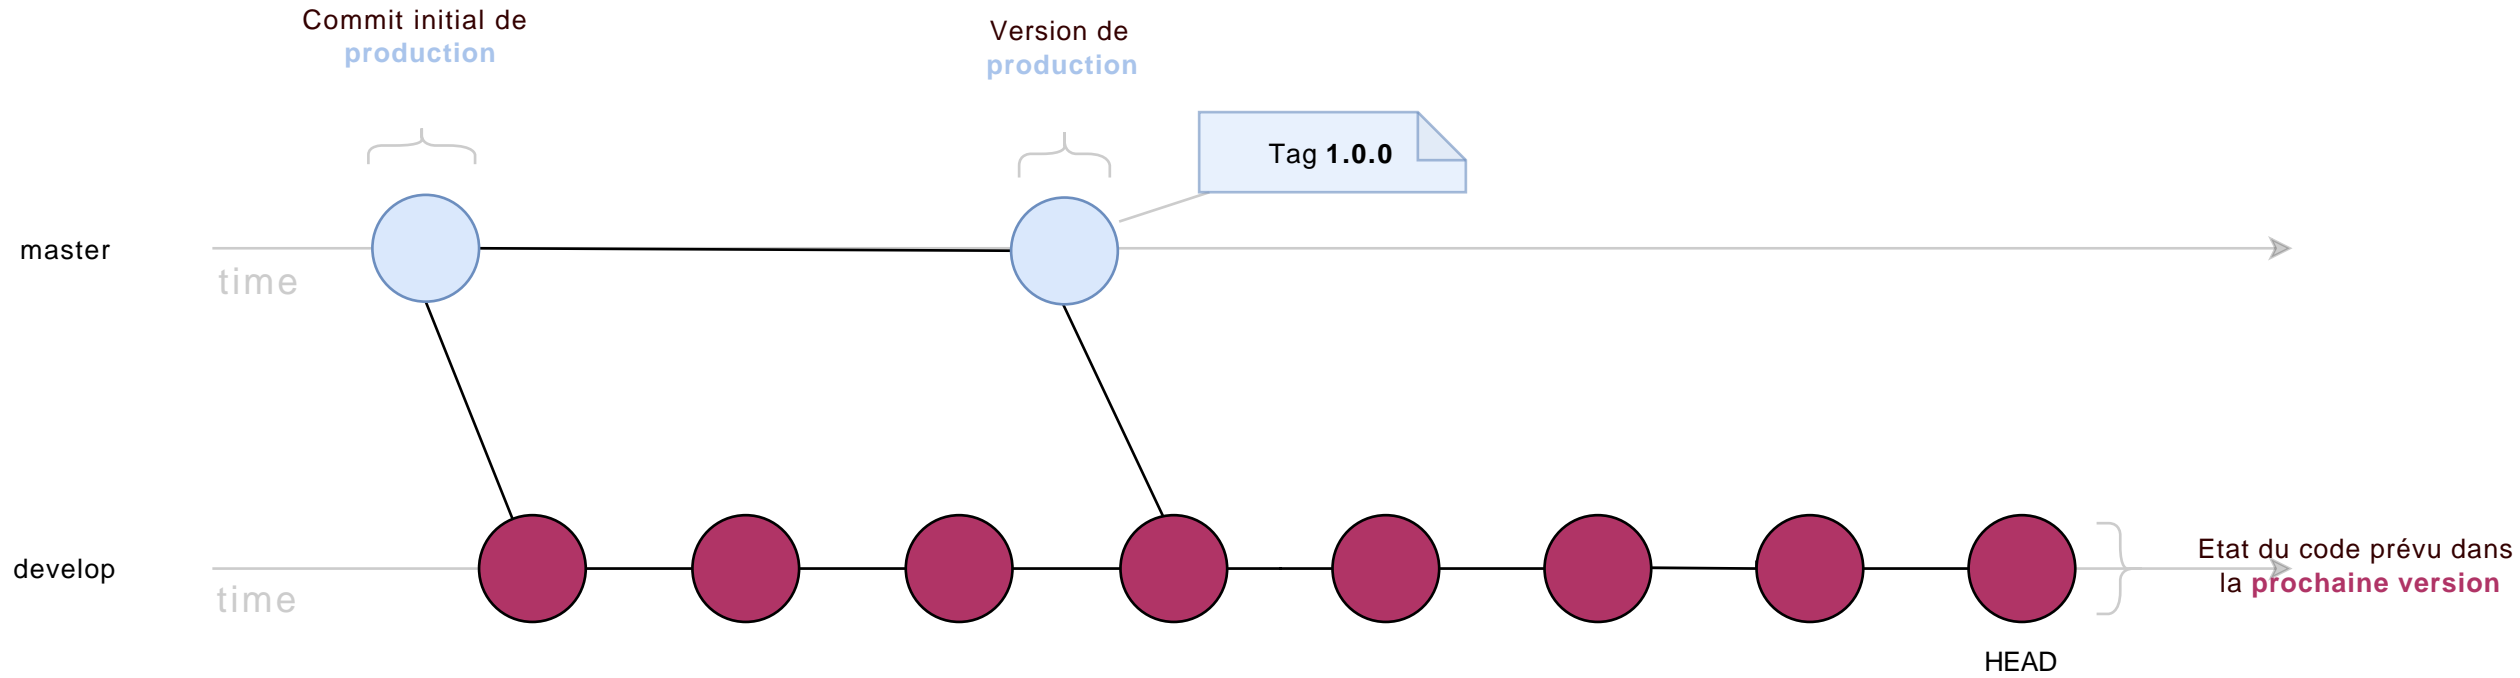 Commit initial de
production
Version de
production
Tag 1.0.0
master
time
develop
time
Etat du code prévu dans
la prochaine version
HEAD